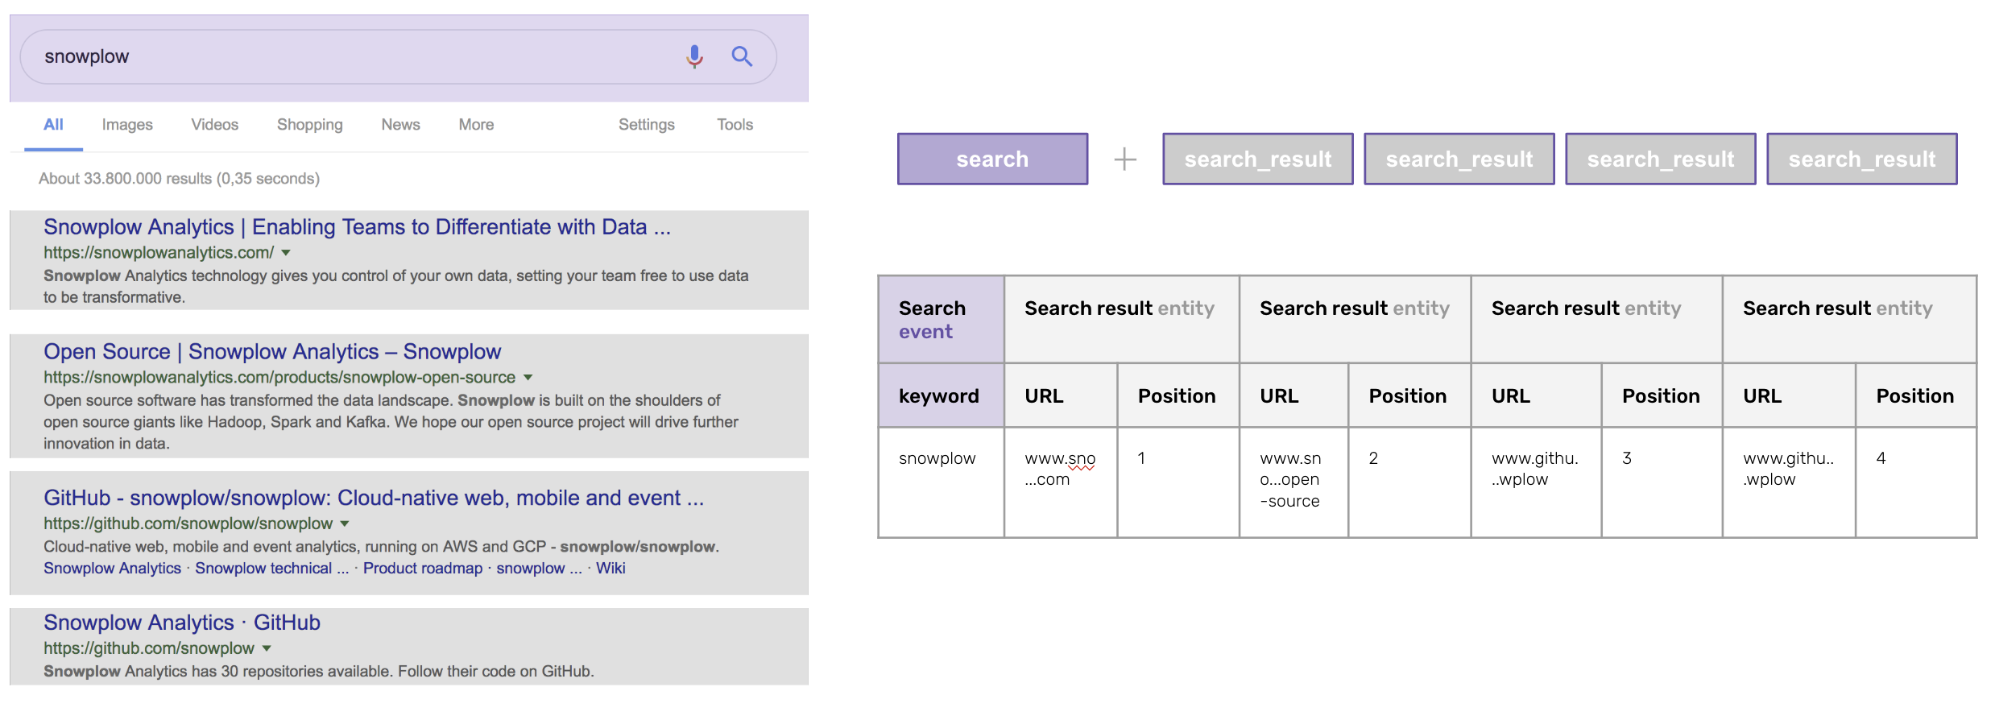 snowplow
All Images Videos Shopping News More Settings Tools
About 33.800.000 results (0,35 seconds)
Snowplow Analytics | Enabling Teams to Differentiate with Data ...
https://snowplowanalytics.com/
Snowplow Analytics technology gives you control of your own data, setting your team free to use data
to be transformative.
Open Source | Snowplow Analytics – Snowplow
https://snowplowanalytics.com/products/snowplow-open-source
Open source software has transformed the data landscape. Snowplow is built on the shoulders of
open source giants like Hadoop, Spark and Kafka. We hope our open source project will drive further
innovation in data.
GitHub - snowplow/snowplow: Cloud-native web, mobile and event ...
https://github.com/snowplow/snowplow
Cloud-native web, mobile and event analytics, running on AWS and GCP - snowplow/snowplow.
Snowplow Analytics · Snowplow technical ... · Product roadmap · snowplow ... · Wiki
Snowplow Analytics · GitHub
https://github.com/snowplow
Snowplow Analytics has 30 repositories available. Follow their code on GitHub.
search + search_result search_result search_result search_result
Search
event
Search result entity
Search result entity
Search result entity
Search result entity
keyword URL Position URL Position URL Position URL Position
snowplow
www.sno
...com
1
www.sn
o...open
-source
2
www.githu.
..wplow
3
www.githu..
.wplow
4